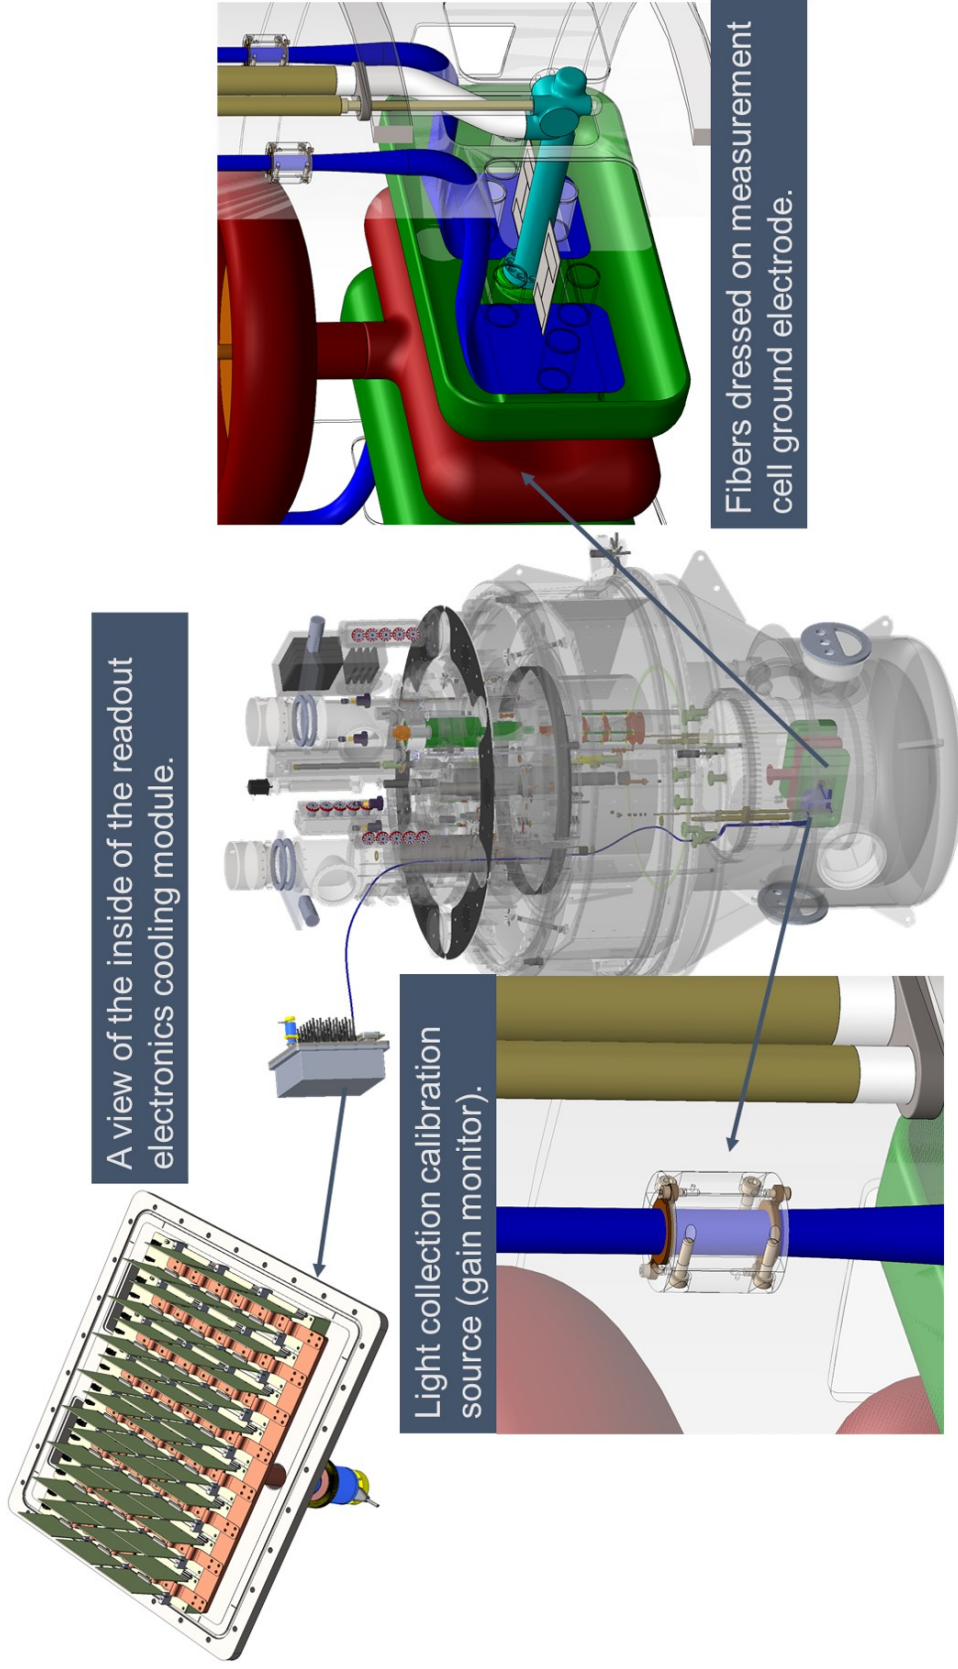 A view of the inside of the readout
electronics cooling module.
Light collection calibration
source (gain monitor).
Fibers dressed on measurement
cell ground electrode.